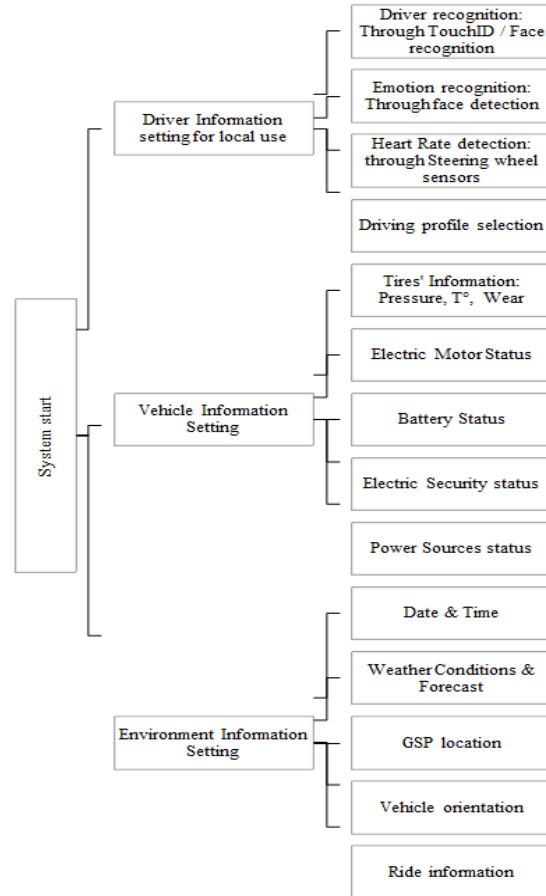 System start
Driver Information
setting for local use
Driver recognition:
Through TouchID / Face
recognition
Emotion recognition:
Through face detection
Heart Rate detection:
through Steering wheel
sensors
Driving profile selection
Vehicle Information
Setting
Tires' Information:
Pressure, T°, Wear
Electric Motor Status
Battery Status
Electric Security status
Power Sources status
Environment Information
Setting
Date & Time
Weather Conditions &
Forecast
GSP location
Vehicle orientation
Ride information